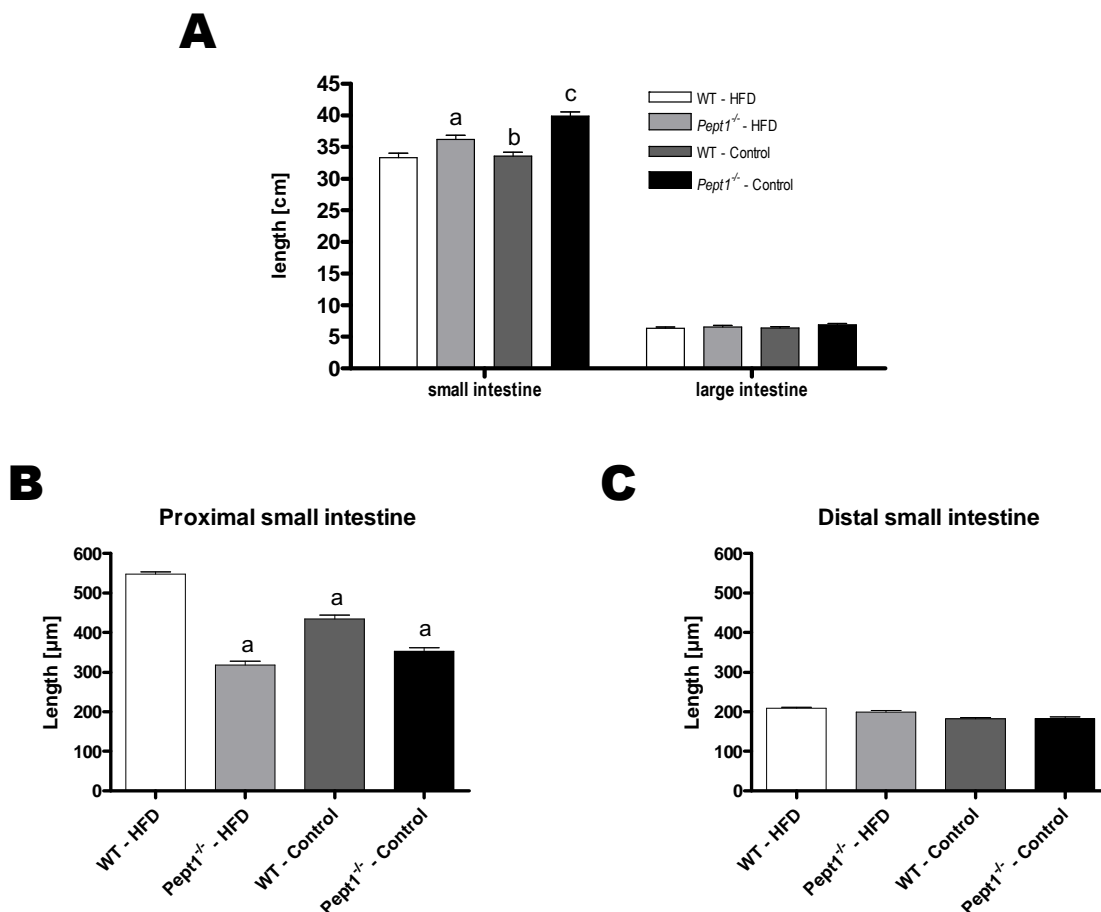 A
45
40
35
30
25
20
15
10
5
0
length [cm]
a
b
c
small intestine
large intestine
WT - HFD
Pept1-/- - HFD
WT - Control
Pept1-/- - Control
B
Proximal small intestine
600
500
400
300
200
100
0
Length [µm]
a
a
a
WT - HFD
Pept1-/- - HFD
WT - Control
Pept1-/- - Control
C
Distal small intestine
600
500
400
300
200
100
0
Length [µm]
WT - HFD
Pept1-/- - HFD
WT - Control
Pept1-/- - Control